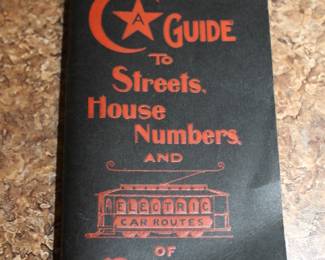 A
GUIDE
TO
Streets,
House
Numbers,
AND
ELECTRIC
CAR ROUTES
OF